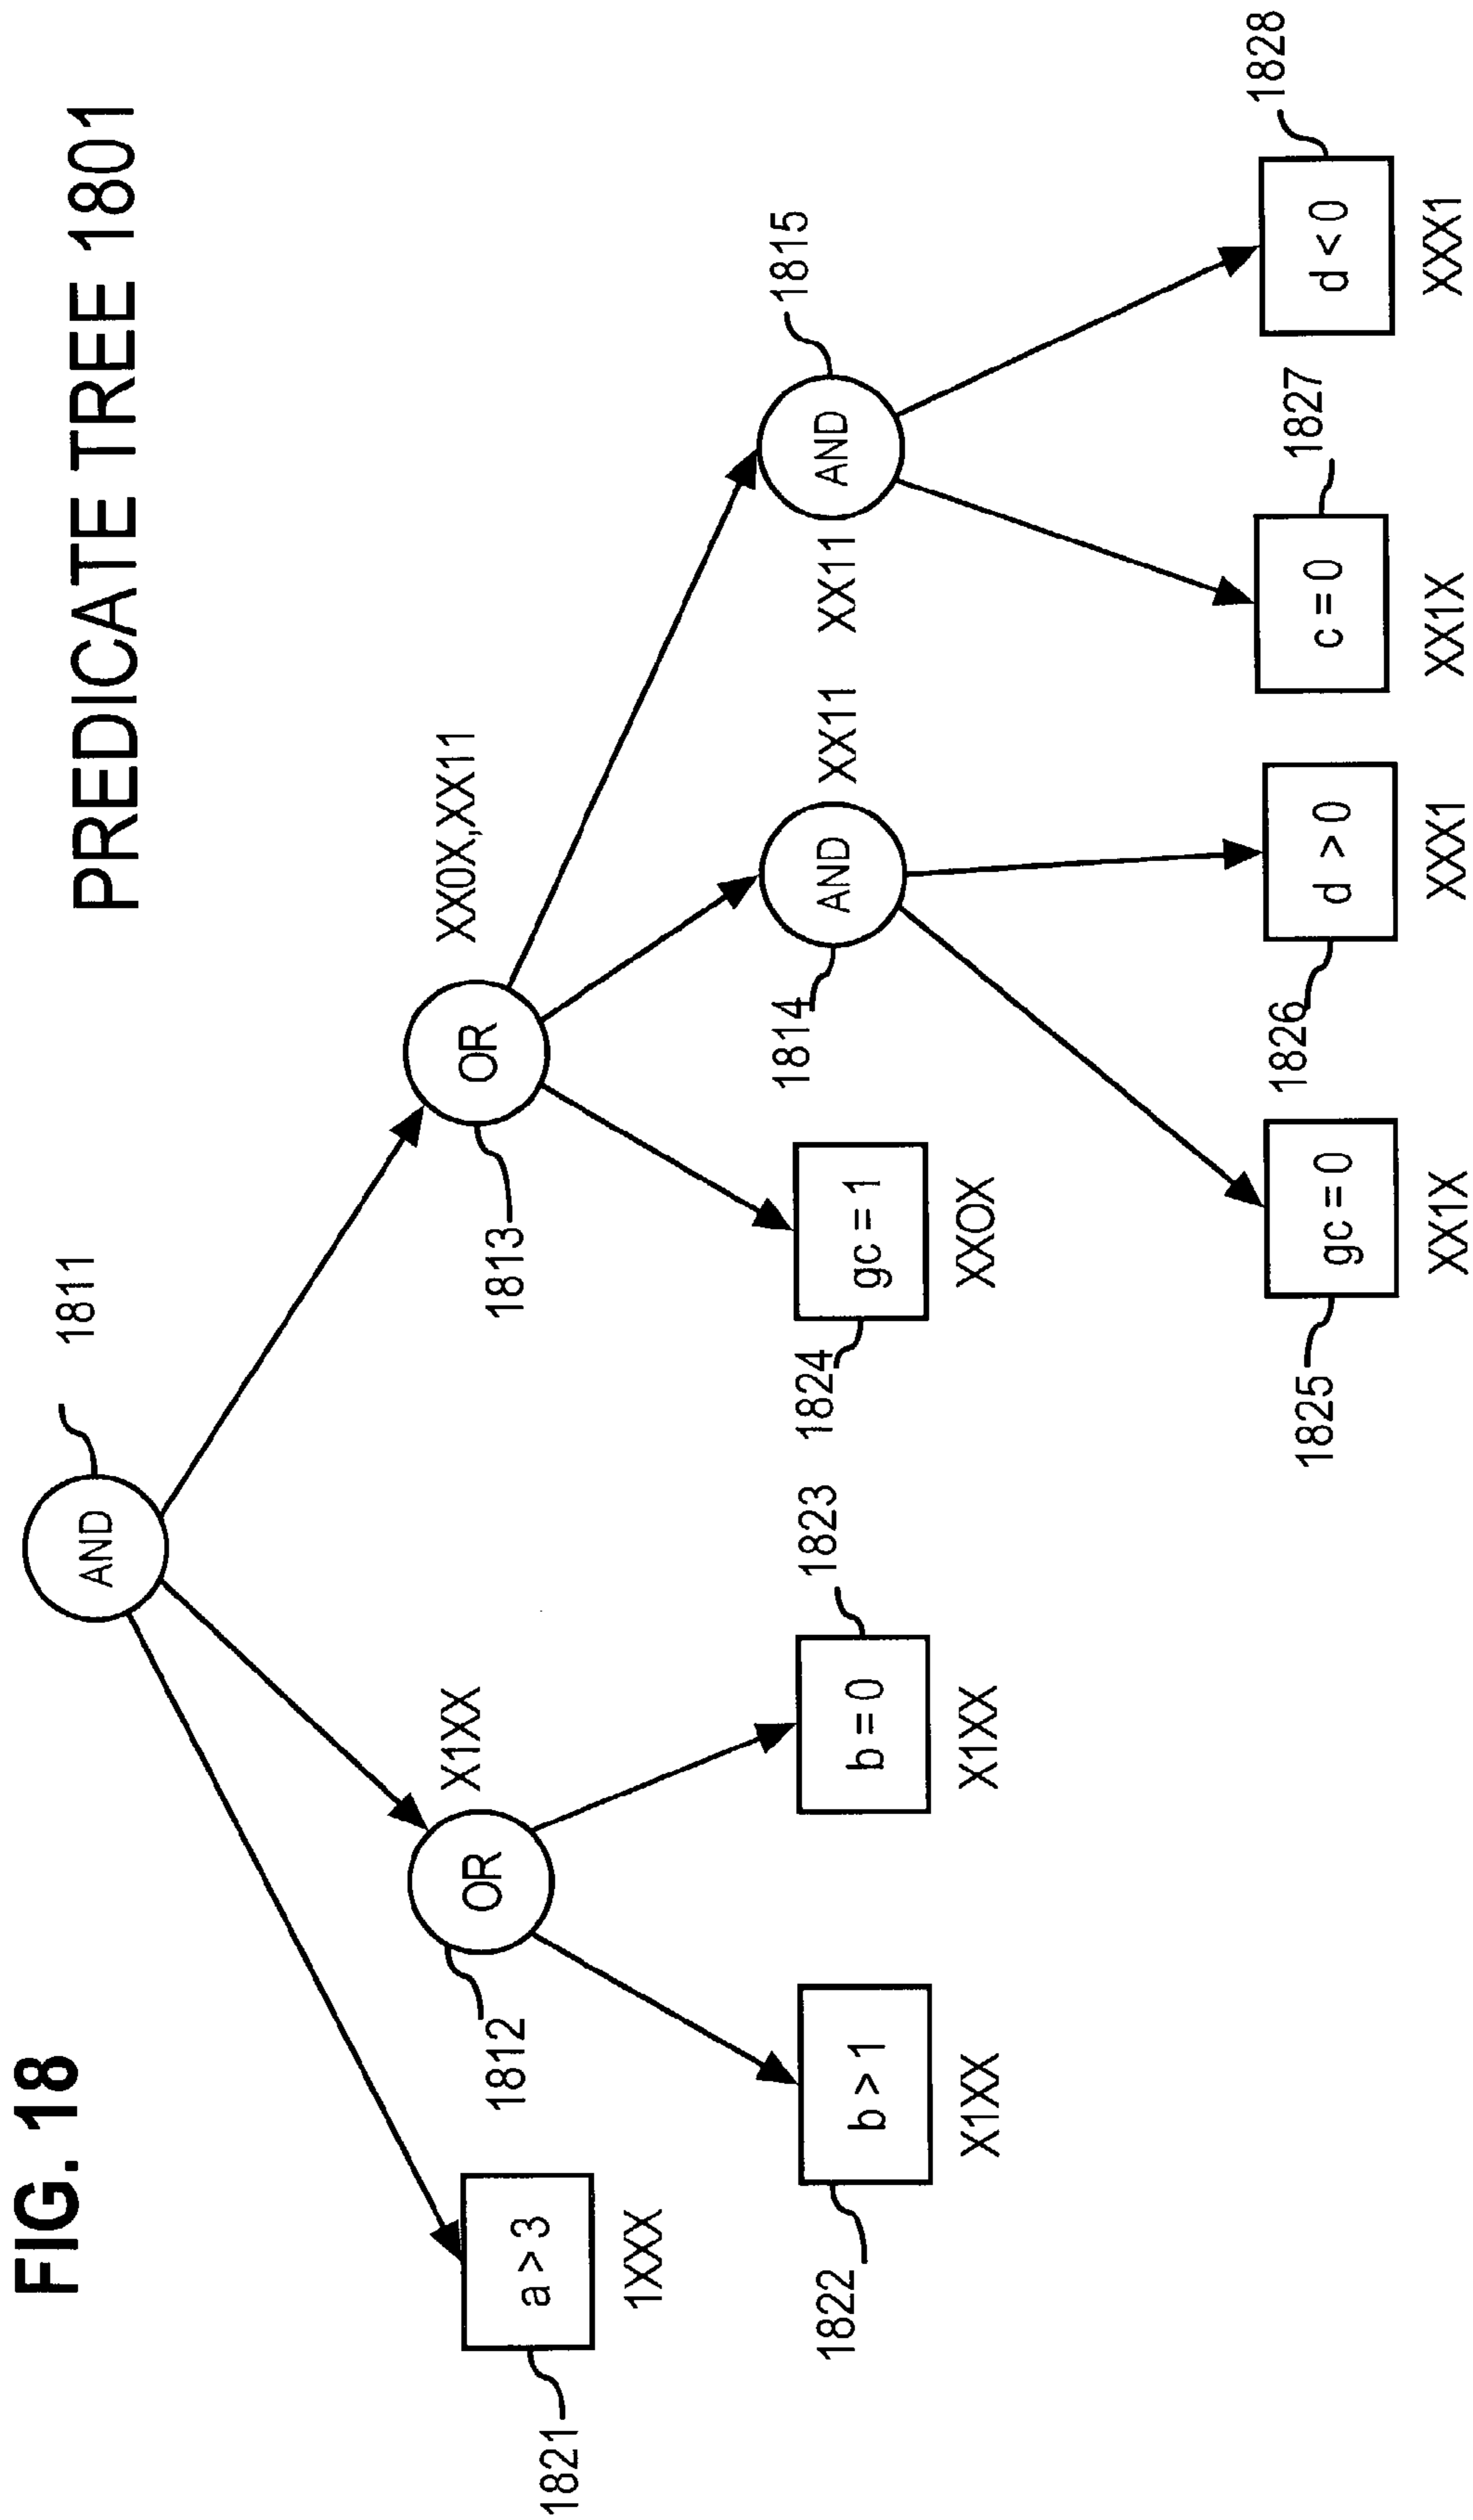 FIG. 18
PREDICATE TREE 1801
1811
AND
1812
OR
X1XX
1813
OR
XX0X,XX11
1821
a > 3
1XXX
1822
b > 1
X1XX
1823
b = 0
X1XX
1824
gc = 1
XX0X
1814
AND
XX11
1815
AND
XX11
1825
gc = 0
XX1X
1826
d > 0
XXX1
1827
c = 0
XX1X
1828
d < 0
XXX1